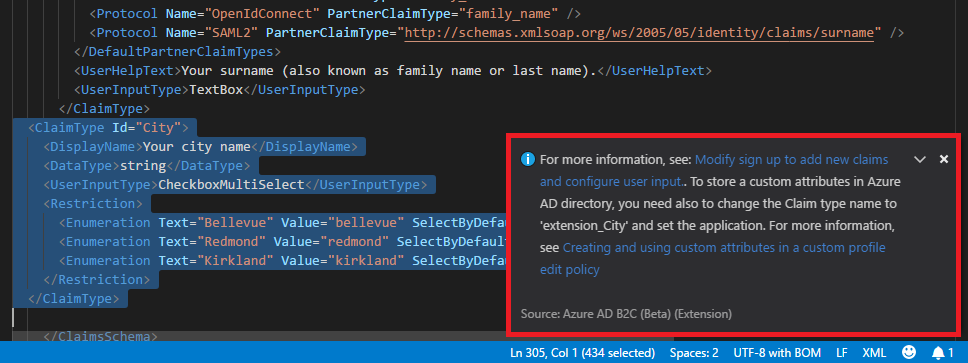 <Protocol Name="OpenIdConnect" PartnerClaimType="family_name" />
<Protocol Name="SAML2" PartnerClaimType="http://schemas.xmlsoap.org/ws/2005/05/identity/claims/surname" />
</DefaultPartnerClaimTypes>
<UserHelpText>Your surname (also known as family name or last name).</UserHelpText>
<UserInputType>TextBox</UserInputType>
</ClaimType>
<ClaimType Id="City">
<DisplayName>Your city name</DisplayName>
<DataType>string</DataType>
<UserInputType>CheckboxMultiSelect</UserInputType>
<Restriction>
<Enumeration Text="Bellevue" Value="bellevue" SelectByDefa
<Enumeration Text="Redmond" Value="redmond" SelectByDefault
<Enumeration Text="Kirkland" Value="kirkland" SelectByDefa
</Restriction>
</ClaimType>
</ClaimsSchema>
For more information, see: Modify sign up to add new claims
and configure user input.. To store a custom attributes in Azure
AD directory, you need also to change the Claim type name to
'extension_City' and set the application. For more information,
see Creating and using custom attributes in a custom profile
edit policy
Source: Azure AD B2C (Beta) (Extension)
Ln 305, Col 1 (434 selected) Spaces: 2 UTF-8 with BOM LF XML 1